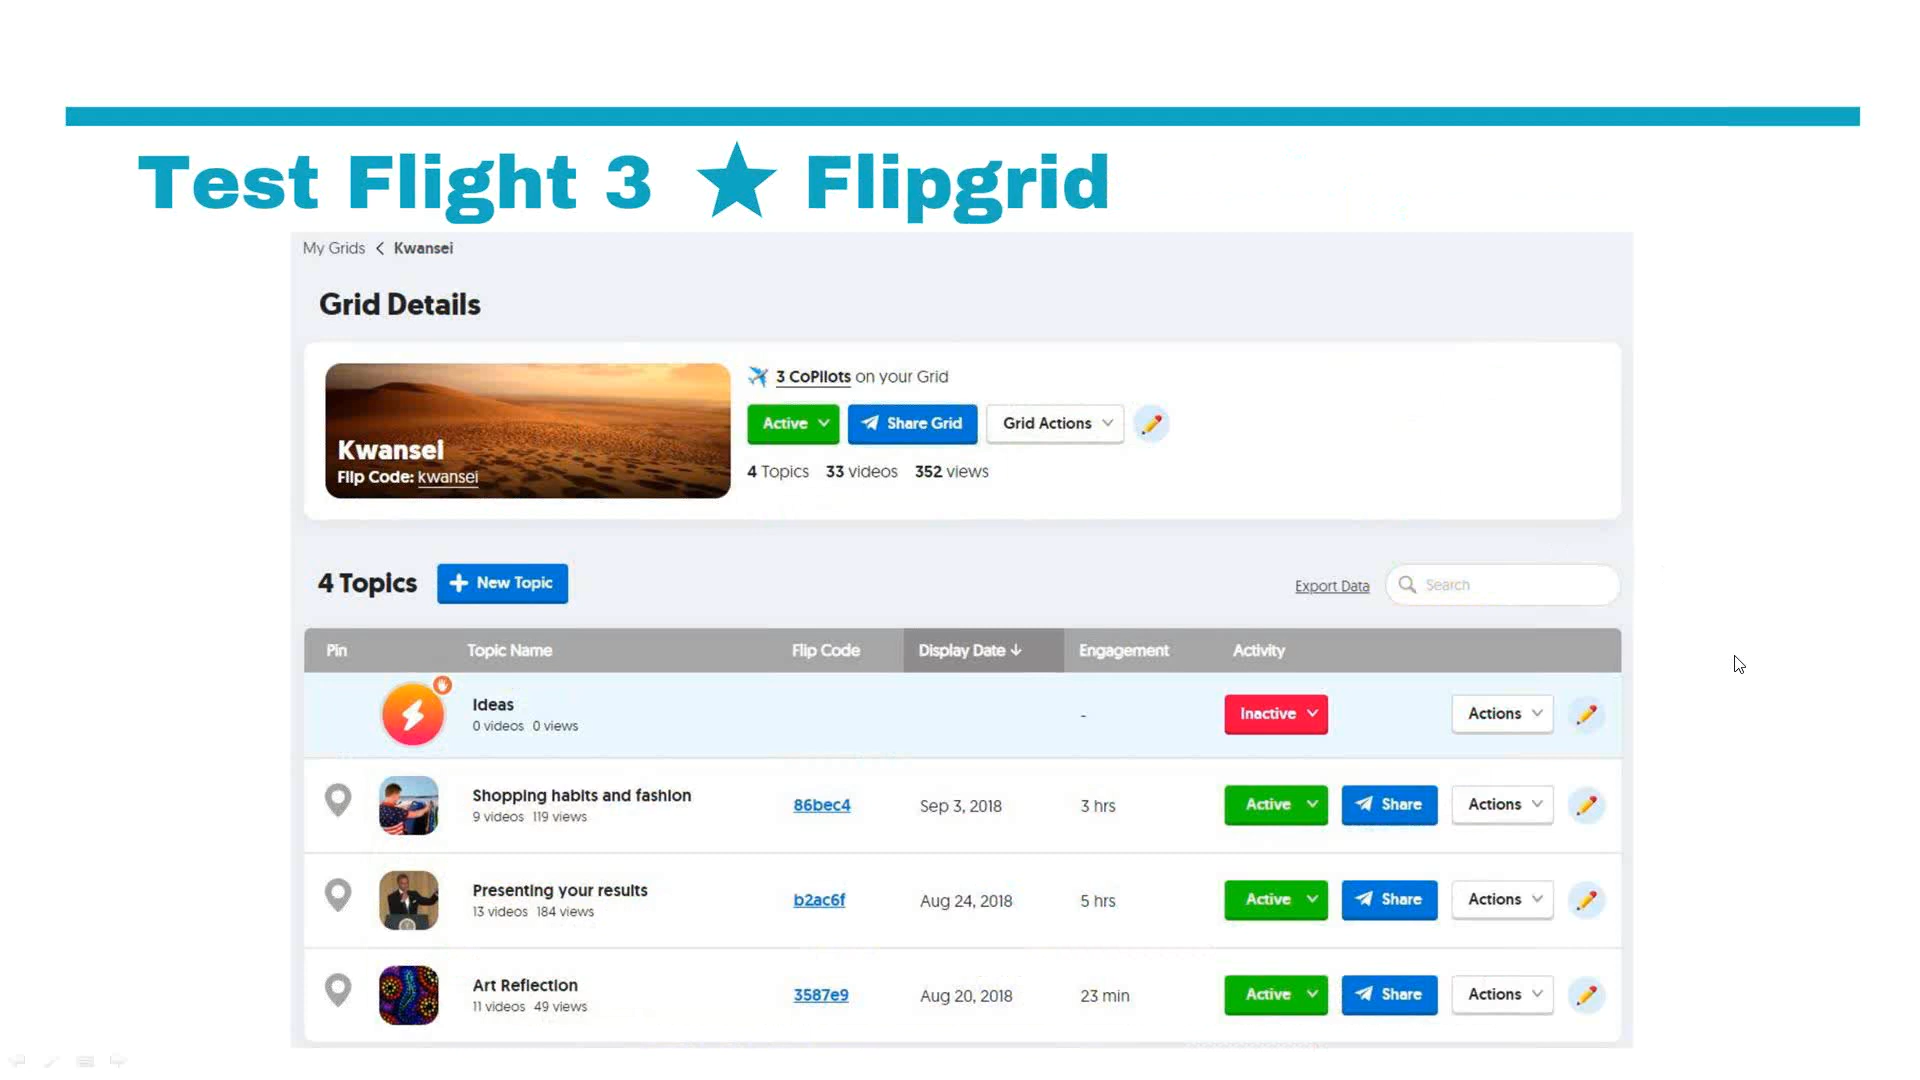 Test Flight 3 ★ Flipgrid
My Grids < Kwansei
Grid Details
Kwansei
Flip Code: kwansei
3 CoPilots on your Grid
Active Share Grid Grid Actions
4 Topics 33 videos 352 views
4 Topics + New Topic Export Data Search
Pin Topic Name Flip Code Display Date ↓ Engagement Activity
Ideas
0 videos 0 views
- Inactive Actions
Shopping habits and fashion
9 videos 119 views
86bec4 Sep 3, 2018 3 hrs Active Share Actions
Presenting your results
13 videos 184 views
b2ac6f Aug 24, 2018 5 hrs Active Share Actions
Art Reflection
11 videos 49 views
3587e9 Aug 20, 2018 23 min Active Share Actions